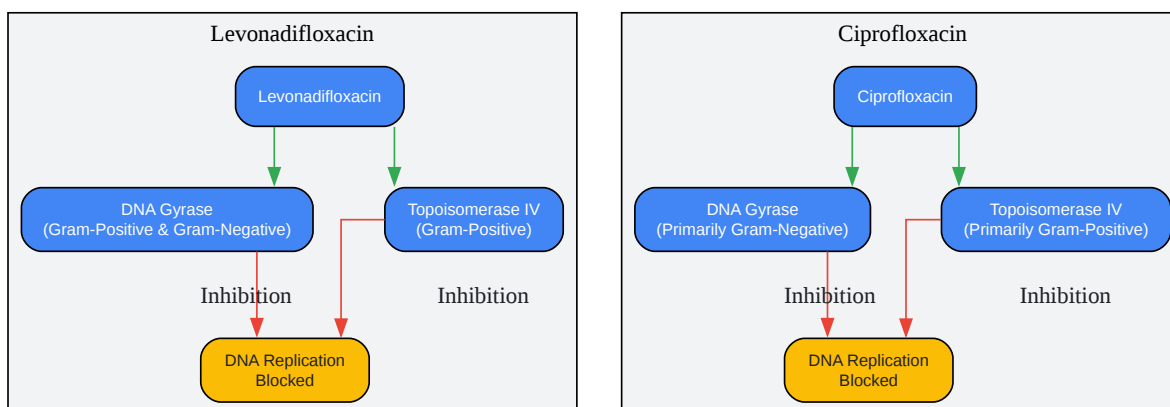 Levonadifloxacin
Levonadifloxacin
DNA Gyrase
(Gram-Positive & Gram-Negative)
Topoisomerase IV
(Gram-Positive)
Inhibition
Inhibition
DNA Replication
Blocked
Ciprofloxacin
Ciprofloxacin
DNA Gyrase
(Primarily Gram-Negative)
Topoisomerase IV
(Primarily Gram-Positive)
Inhibition
Inhibition
DNA Replication
Blocked